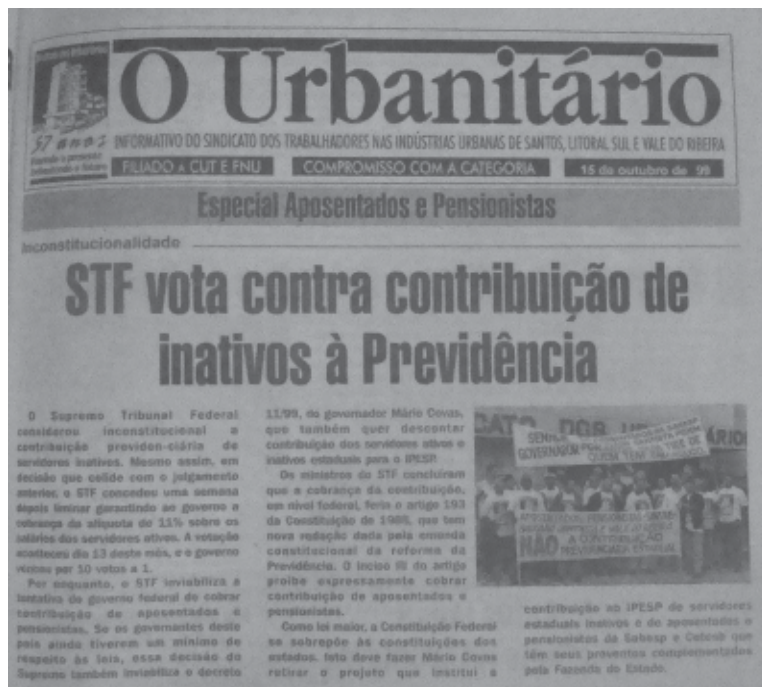 57 anos
O Urbanitário
INFORMATIVO DO SINDICATO DOS TRABALHADORES NAS INDÚSTRIAS URBANAS DE SANTOS, LITORAL SUL E VALE DO RIBEIRA
FILIADO A CUT E FNU
COMPROMISSO COM A CATEGORIA
15 de outubro de 99
Especial Aposentados e Pensionistas
Inconstitucionalidade
STF vota contra contribuição de
inativos à Previdência
O Supremo Tribunal Federal
considerou inconstitucional a
contribuição previden-ciária de
servidores inativos. Mesmo assim, em
decisão que colide com o julgamento
anterior, o STF concedeu uma semana
depois liminar garantindo ao governo a
cobrança da alíquota de 11% sobre os
salários dos servidores ativos. A votação
aconteceu dia 13 deste mês, e o governo
venceu por 10 votos a 1.
Por enquanto, o STF inviabiliza a
tentativa do governo federal de cobrar
contribuição de aposentados e
pensionistas. Se os governantes deste
país ainda tiverem um mínimo de
respeito às leis, essa decisão do
Supremo também inviabiliza o decreto
11/99, do governador Mário Covas,
que também quer descontar
contribuição dos servidores ativos e
inativos estaduais para o IPESP.
Os ministros do STF concluíram
que a cobrança da contribuição,
em nível federal, feria o artigo 193
da Constituição de 1988, que tem
nova redação dada pela emenda
constitucional da reforma da
Previdência. O inciso III do artigo
proíbe expressamente cobrar
contribuição de aposentados e
pensionistas.
Como lei maior, a Constituição Federal
se sobrepõe às constituições dos
estados. Isto deve fazer Mário Covas
retirar o projeto que institui a
CATO DOS
ÁRIOS
GOVERNADOR
QUEM TEM
NÃO A CONTRIBUIÇÃO
contribuição ao IPESP de servidores
estaduais inativos e de aposentados e
pensionistas da Sabesp e Cetesb que
têm seus proventos complementados
pela Fazenda do Estado.